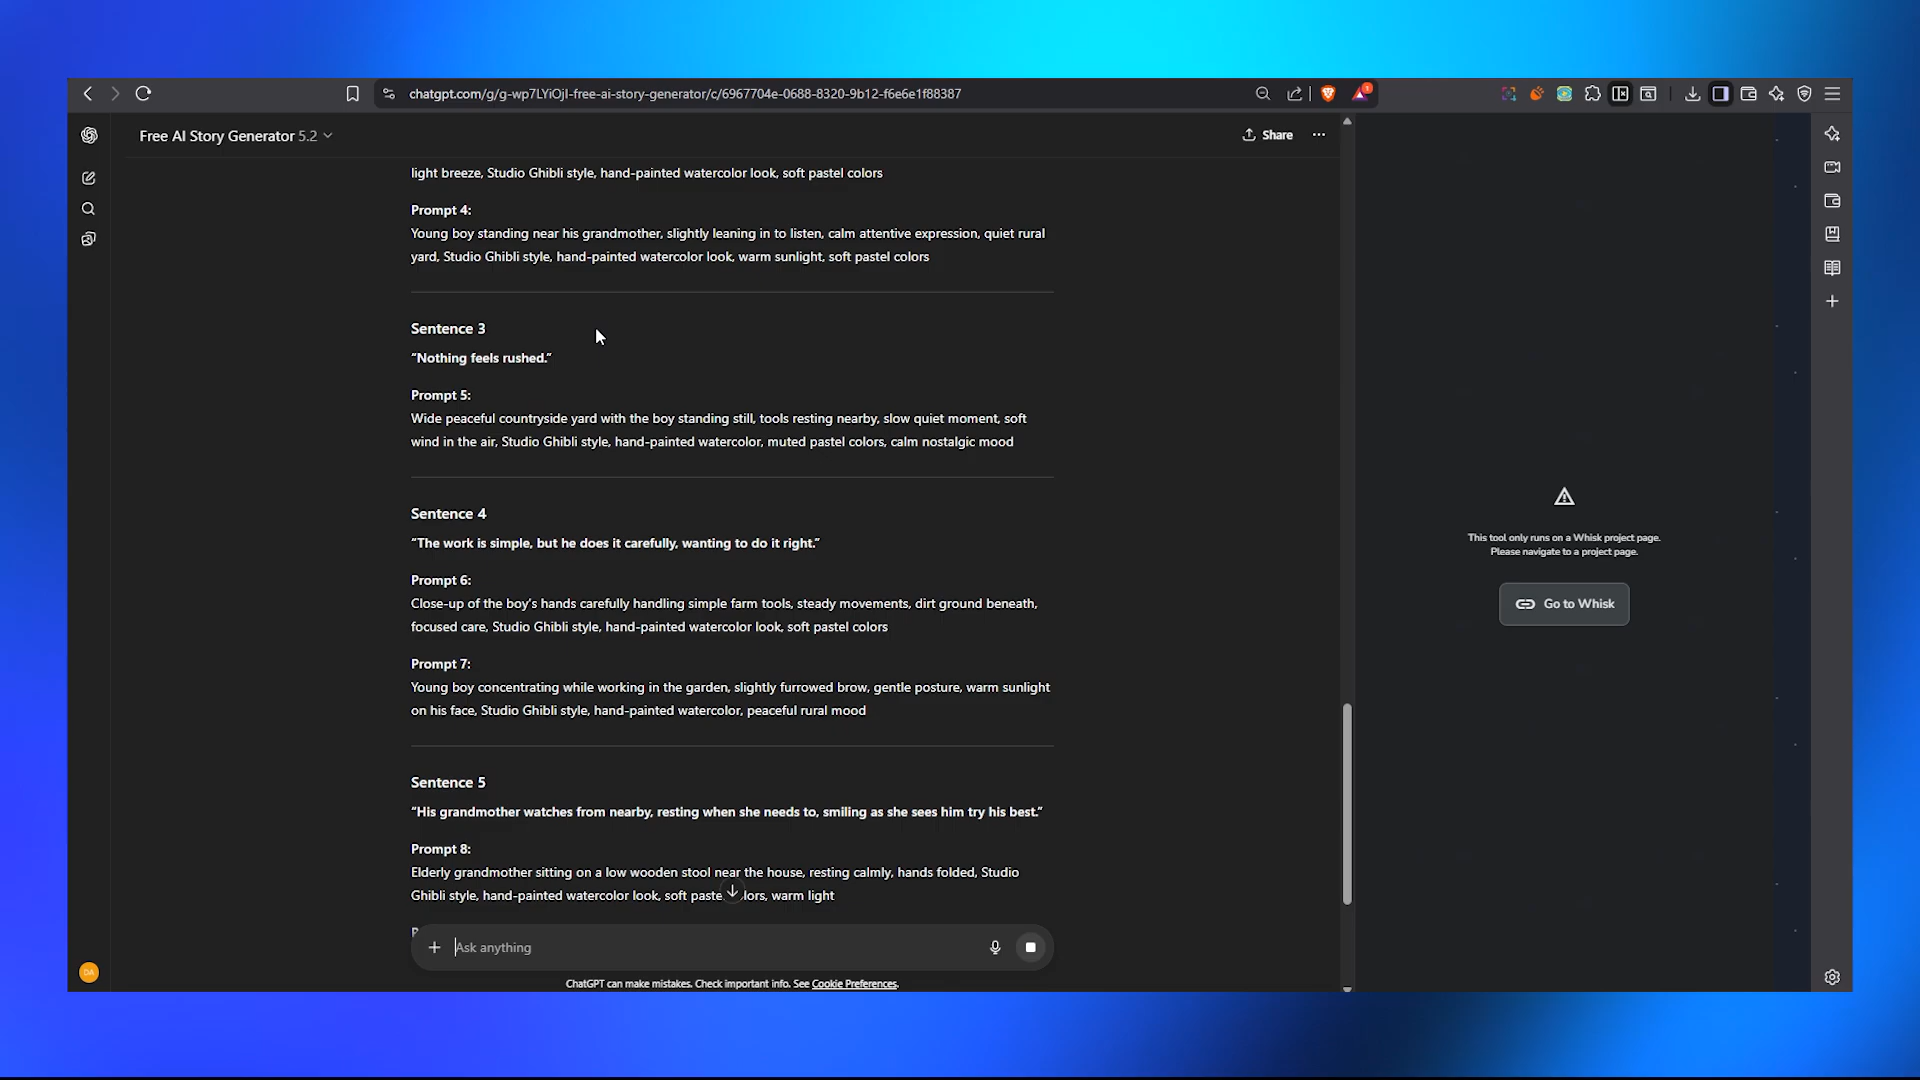 chatgpt.com/g/g-wp7LYiOjI-free-ai-story-generator/c/6967704e-0688-8320-9b12-f6e6e1f88387
1
Free AI Story Generator 5.2
Share
light breeze, Studio Ghibli style, hand-painted watercolor look, soft pastel colors
Prompt 4:
Young boy standing near his grandmother, slightly leaning in to listen, calm attentive expression, quiet rural
yard, Studio Ghibli style, hand-painted watercolor look, warm sunlight, soft pastel colors
Sentence 3
“Nothing feels rushed.”
Prompt 5:
Wide peaceful countryside yard with the boy standing still, tools resting nearby, slow quiet moment, soft
wind in the air, Studio Ghibli style, hand-painted watercolor, muted pastel colors, calm nostalgic mood
Sentence 4
“The work is simple, but he does it carefully, wanting to do it right.”
Prompt 6:
Close-up of the boy’s hands carefully handling simple farm tools, steady movements, dirt ground beneath,
focused care, Studio Ghibli style, hand-painted watercolor look, soft pastel colors
Prompt 7:
Young boy concentrating while working in the garden, slightly furrowed brow, gentle posture, warm sunlight
on his face, Studio Ghibli style, hand-painted watercolor, peaceful rural mood
Sentence 5
“His grandmother watches from nearby, resting when she needs to, smiling as she sees him try his best.”
Prompt 8:
Elderly grandmother sitting on a low wooden stool near the house, resting calmly, hands folded, Studio
Ghibli style, hand-painted watercolor look, soft warm light
Ask anything
ChatGPT can make mistakes. Check important info. See Cookie Preferences.
DA
This tool only runs on a Whisk project page.
Please navigate to a project page.
Go to Whisk